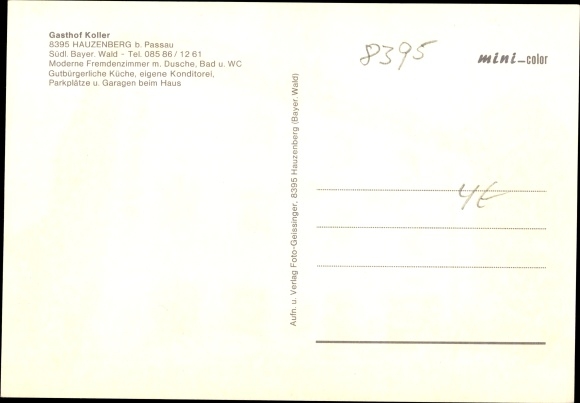 Gasthof Koller
8395 HAUZENBERG b. Passau
Südl. Bayer. Wald - Tel. 085 86 / 12 61
Moderne Fremdenzimmer m. Dusche, Bad u. WC
Gutbürgerliche Küche, eigene Konditorei,
Parkplätze u. Garagen beim Haus
Aufn. u. Verlag Foto-Geissinger, 8395 Hauzenberg (Bayer. Wald)
8395
mini-color
4€